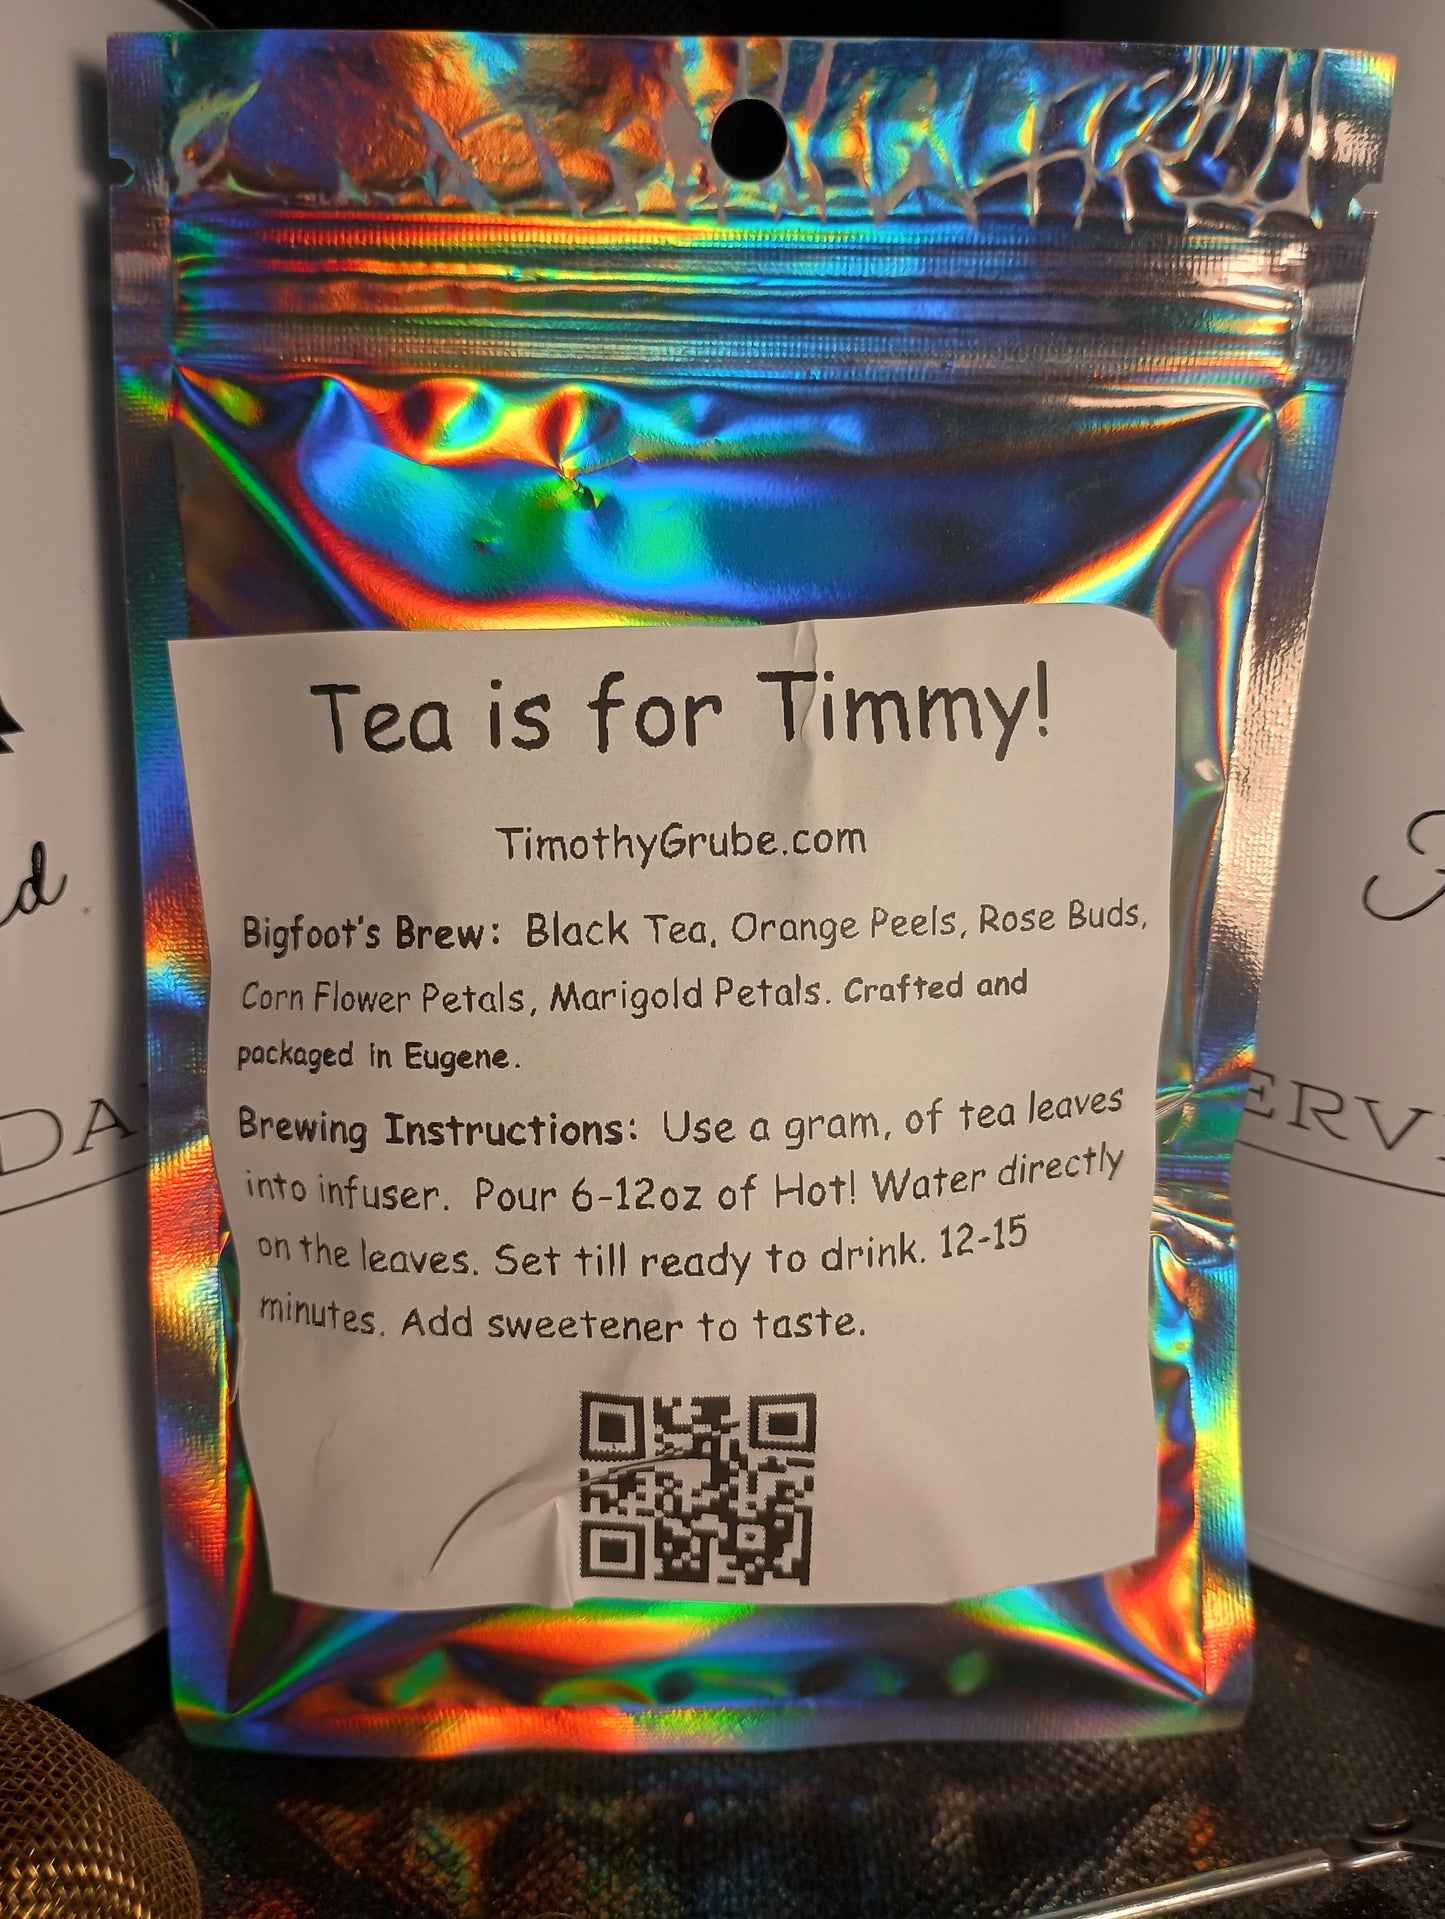 Tea is for Timmy!
TimothyGrube.com
Bigfoot's Brew: Black Tea, Orange Peels, Rose Buds,
Corn Flower Petals, Marigold Petals. Crafted and
packaged in Eugene.
Brewing Instructions: Use a gram, of tea leaves
into infuser. Pour 6-12oz of Hot! Water directly
on the leaves. Set till ready to drink. 12-15
minutes. Add sweetener to taste.